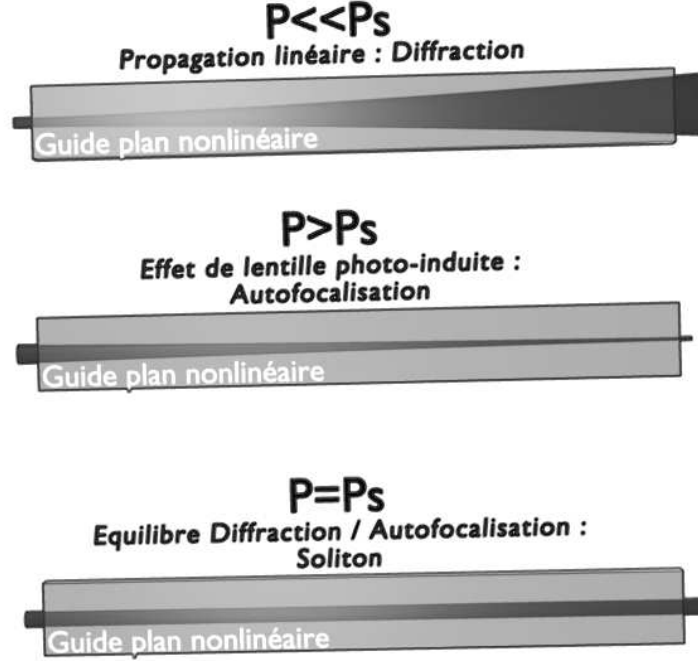 P<<Ps
Propagation linéaire : Diffraction
Guide plan nonlinéaire
P>Ps
Effet de lentille photo-induite :
Autofocalisation
Guide plan nonlinéaire
P=Ps
Equilibre Diffraction / Autofocalisation :
Soliton
Guide plan nonlinéaire